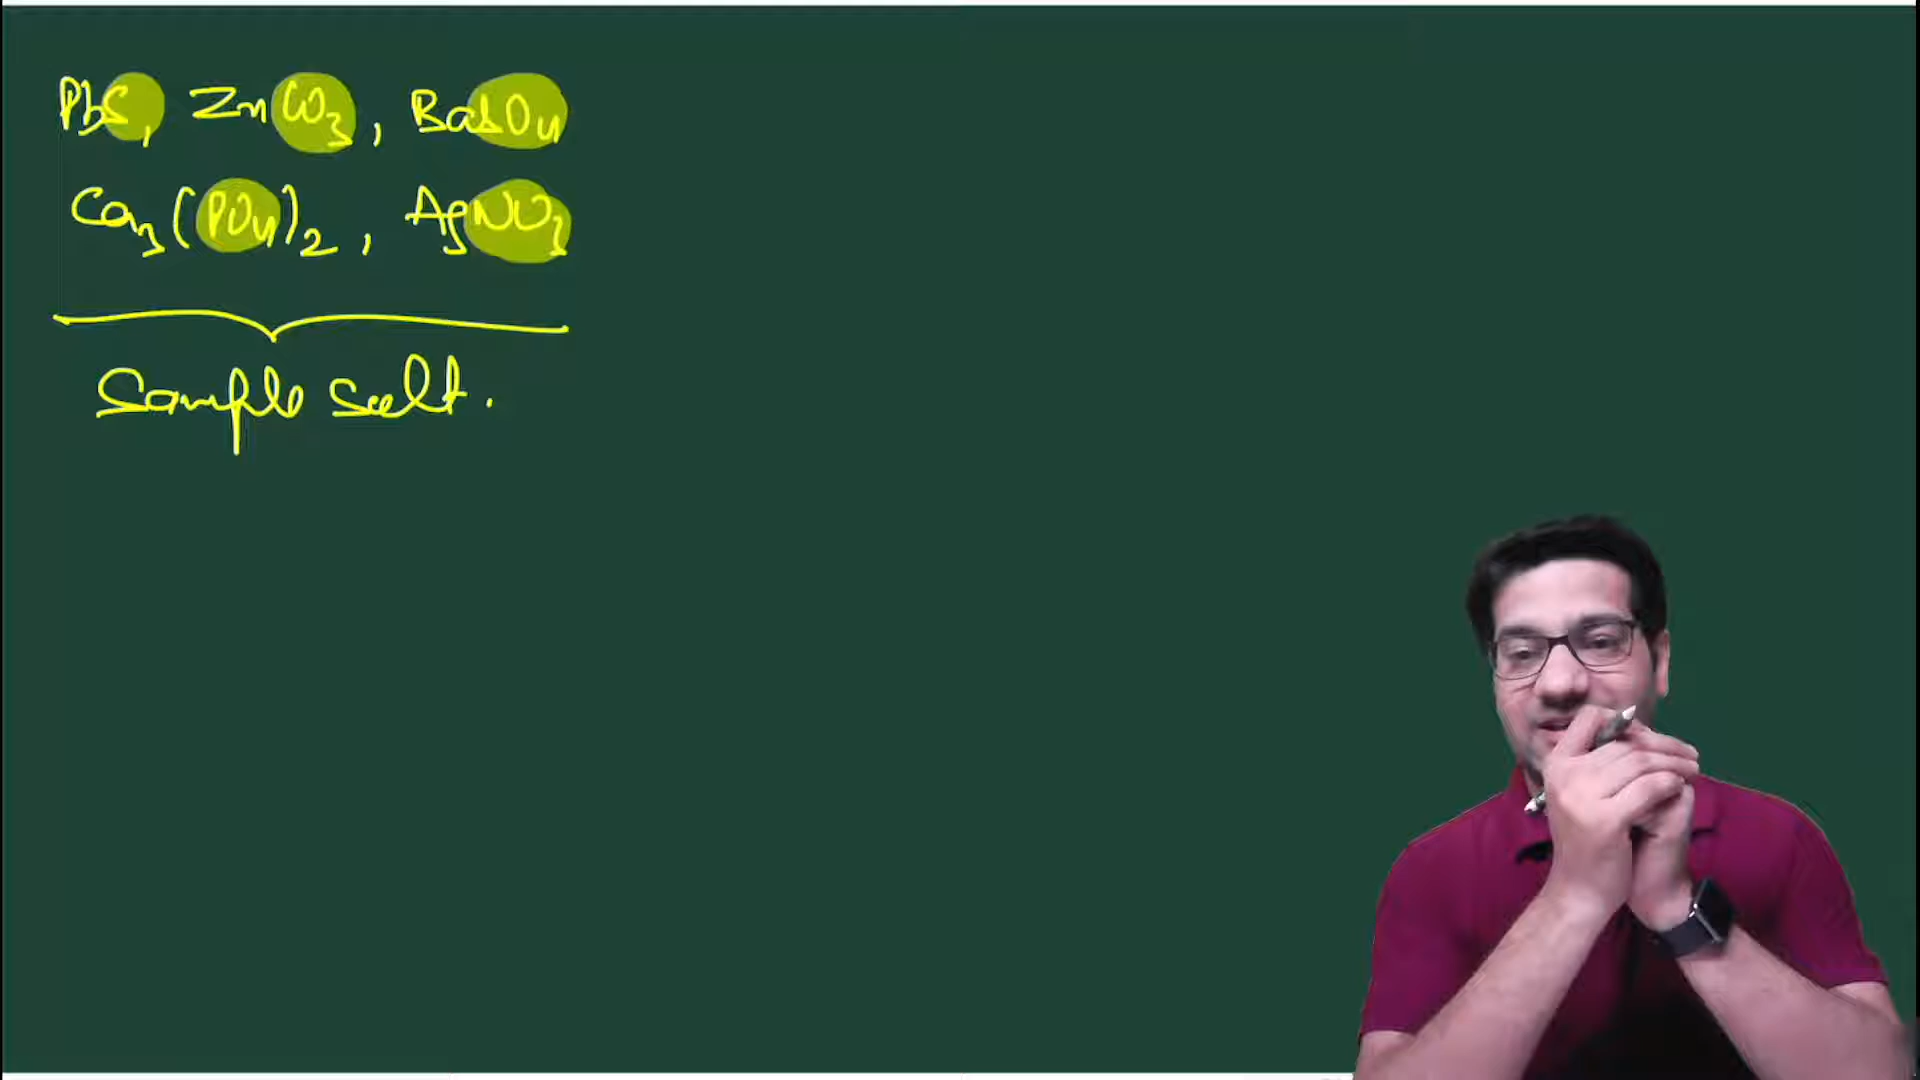 PbS, ZnCO₃, BaSO₄
Ca₃(PO₄)₂, AgNO₃
Sample salt.